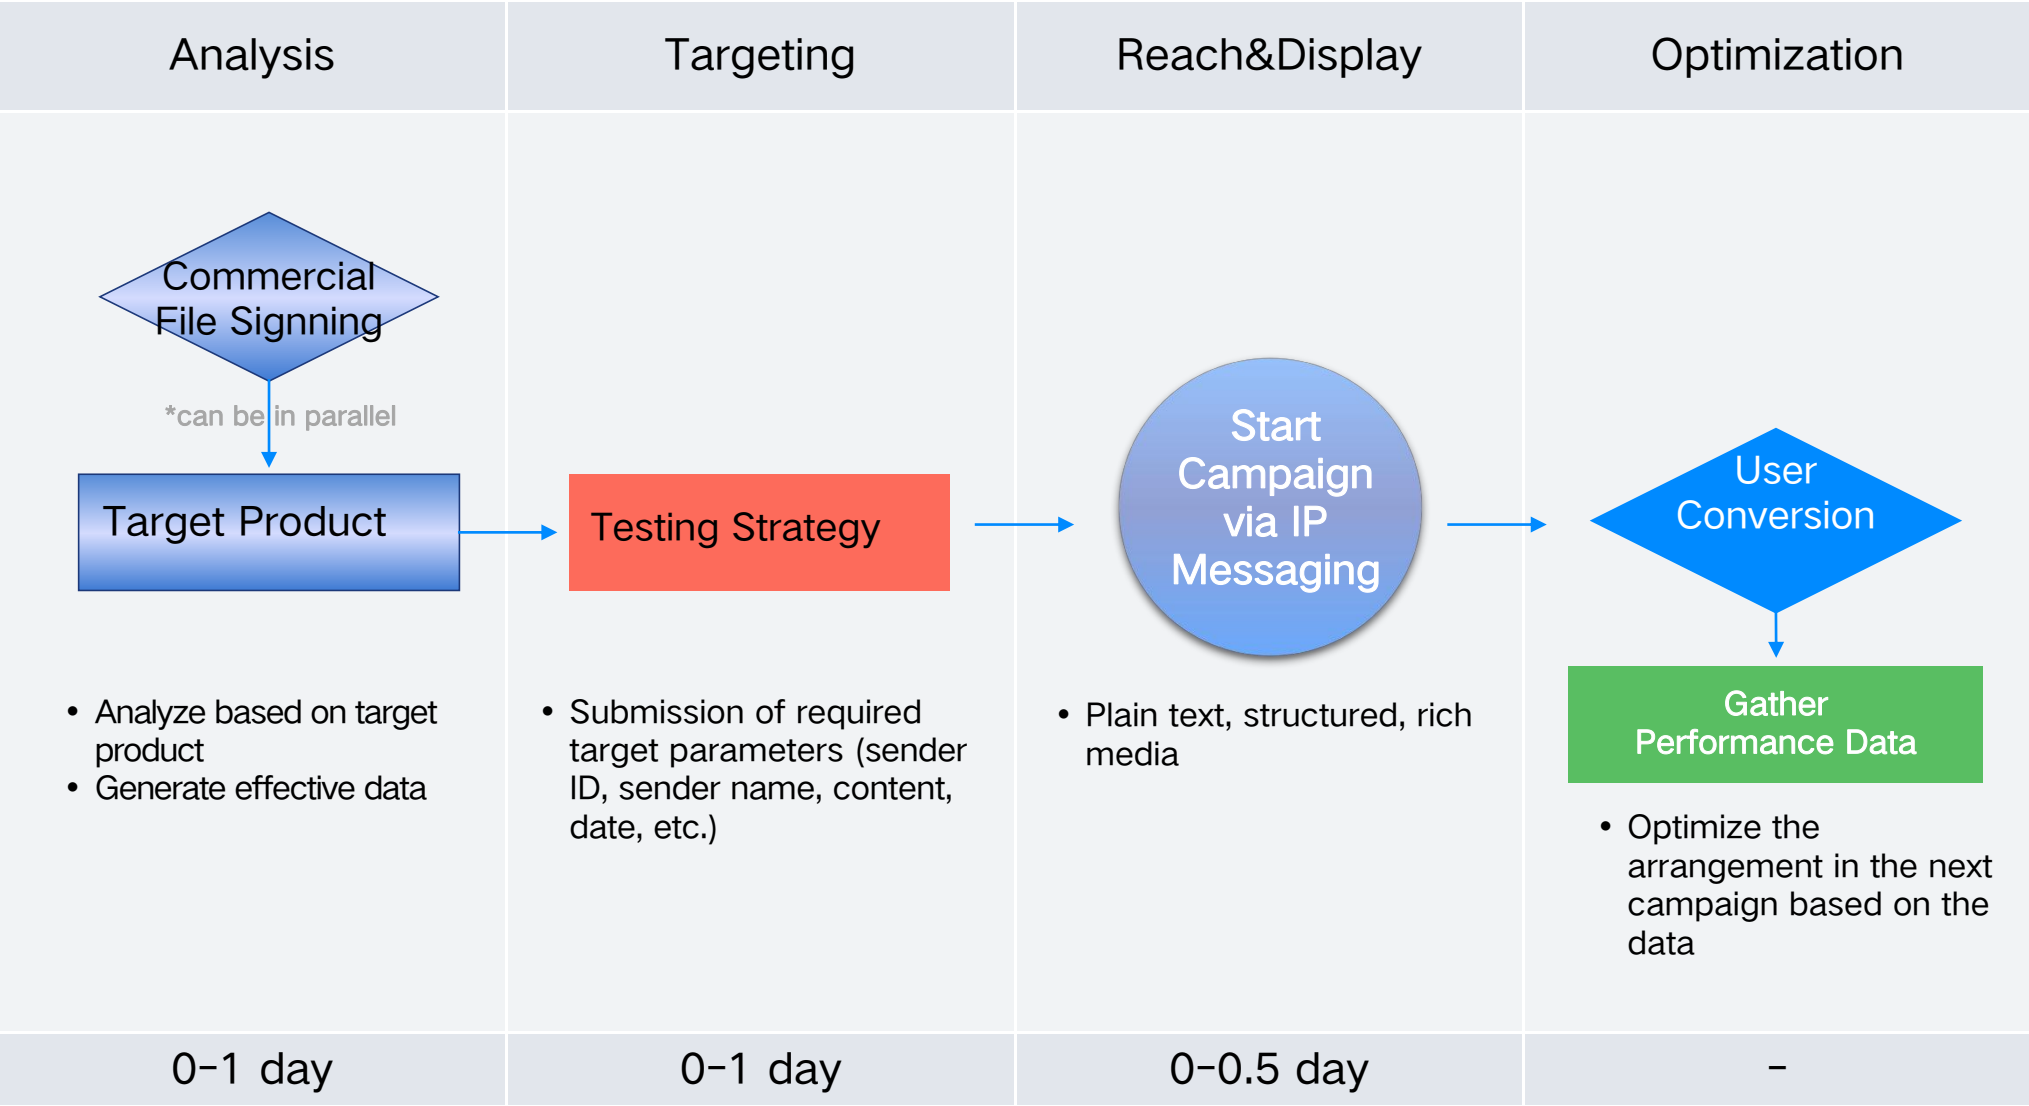 Analysis
Targeting
Reach&Display
Optimization
Commercial
File Signning
*can be in parallel
Target Product
Testing Strategy
Start
Campaign
via IP
Messaging
User
Conversion
Gather
Performance Data
• Analyze based on target
product
• Generate effective data
• Submission of required
target parameters (sender
ID, sender name, content,
date, etc.)
• Plain text, structured, rich
media
• Optimize the
arrangement in the next
campaign based on the
data
0-1 day
0-1 day
0-0.5 day
-